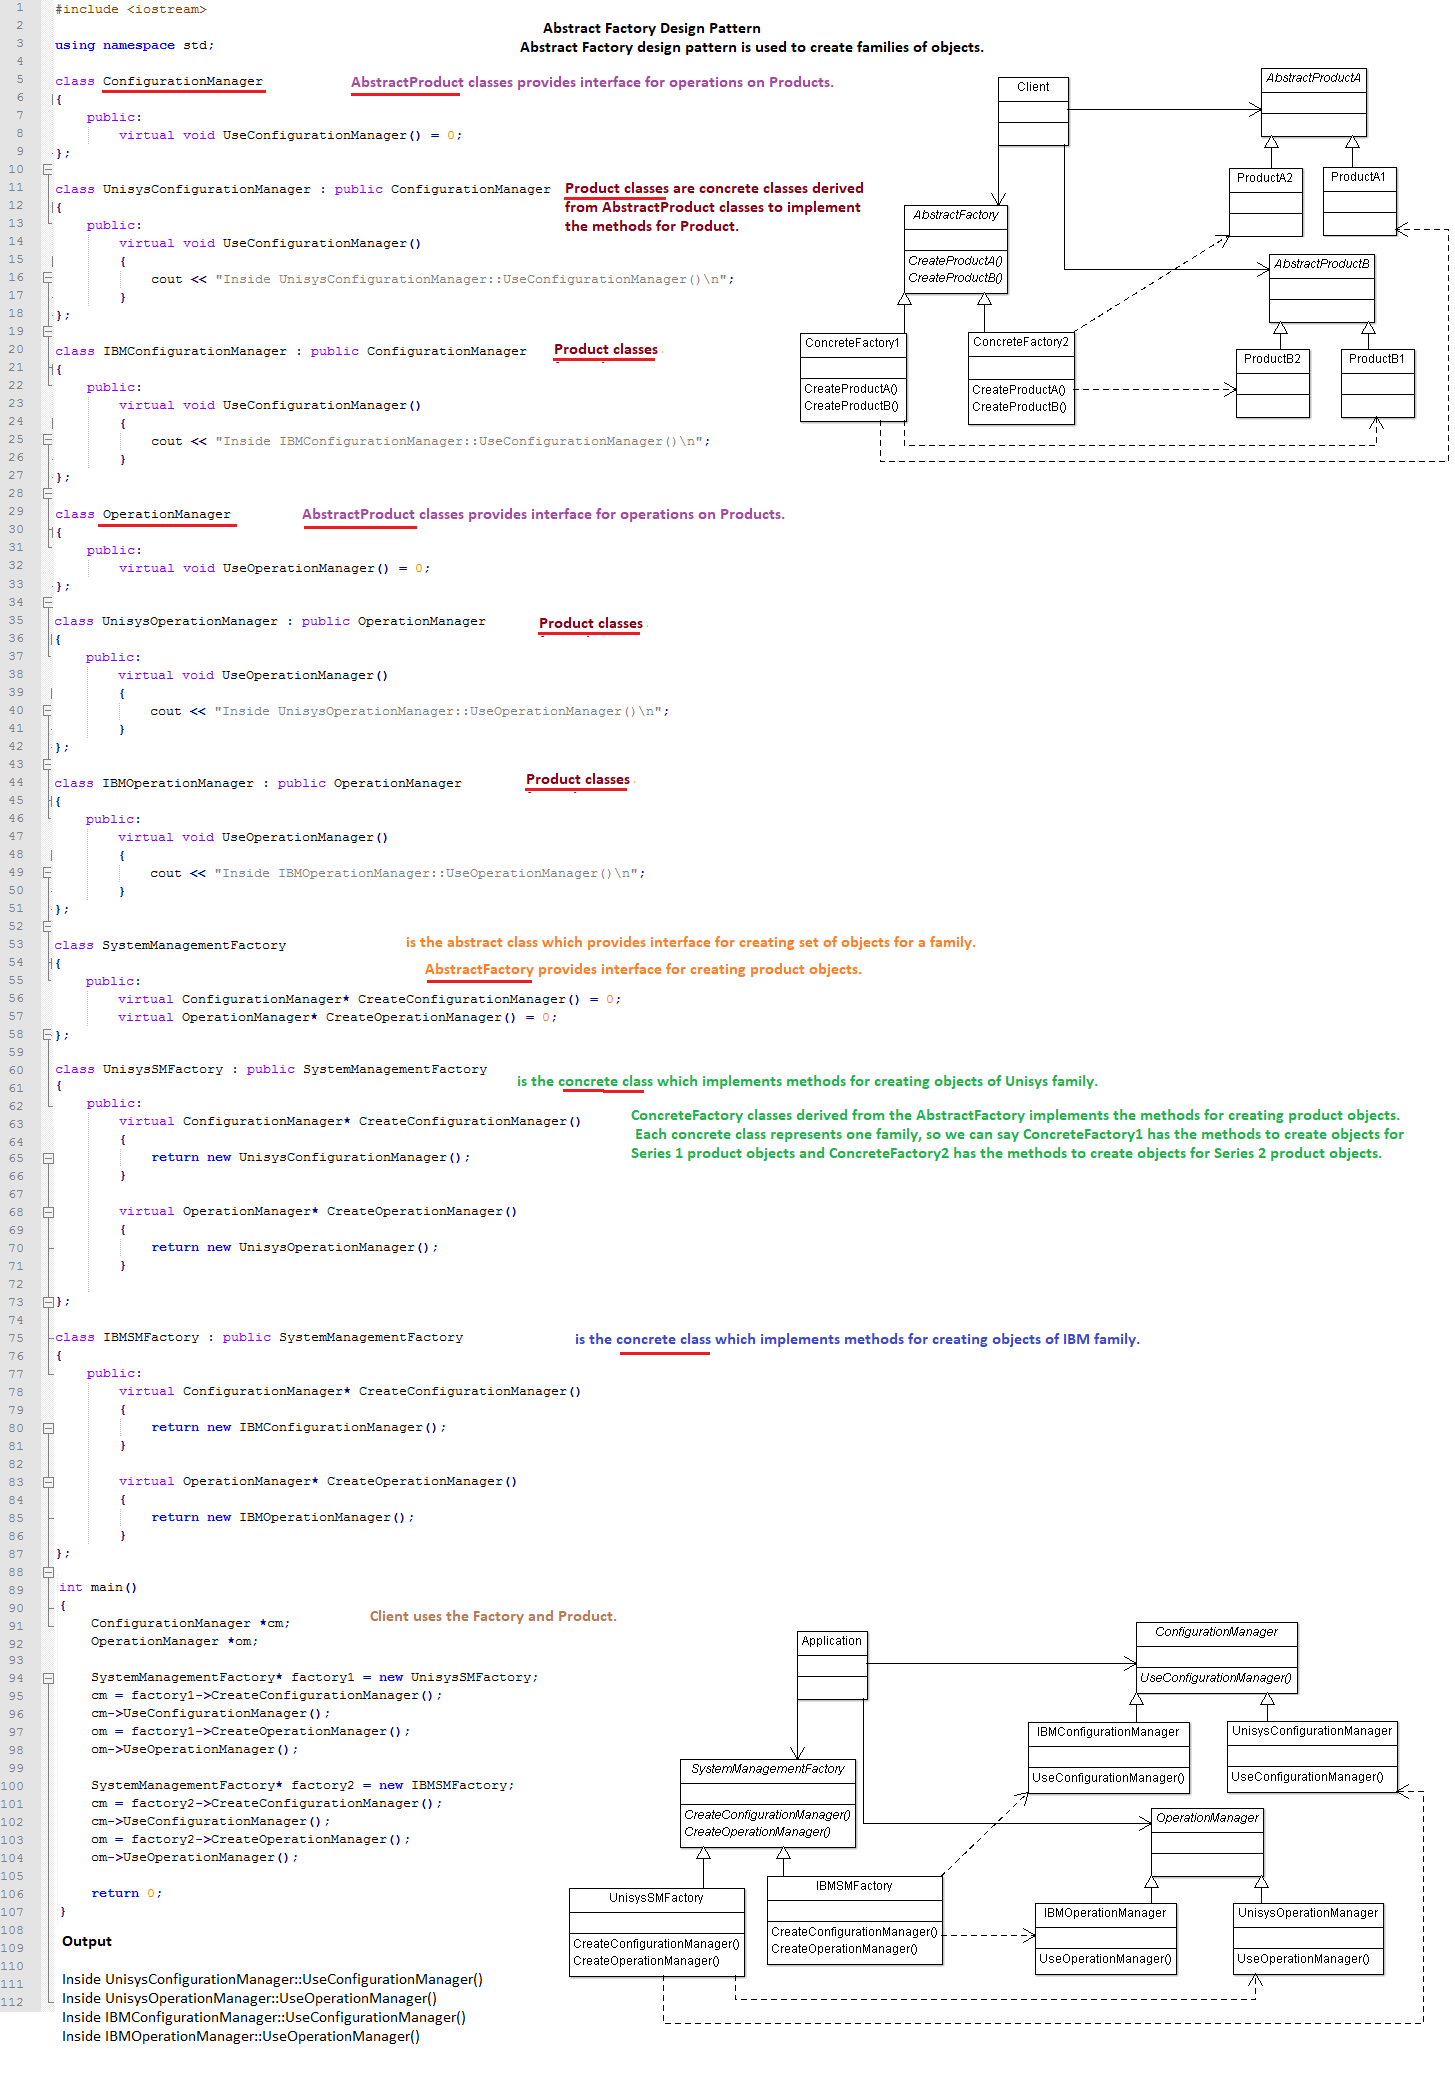 Abstract Factory Design Pattern
Abstract Factory design pattern is used to create families of objects.
1 #include <iostream>
2
3 using namespace std;
4
5 class ConfigurationManager AbstractProduct classes provides interface for operations on Products.
6 {
7 public:
8 virtual void UseConfigurationManager() = 0;
9 };
10
11 class UnisysConfigurationManager : public ConfigurationManager Product classes are concrete classes derived
12 { from AbstractProduct classes to implement
13 public: the methods for Product.
14 virtual void UseConfigurationManager()
15 {
16 cout << "Inside UnisysConfigurationManager::UseConfigurationManager()\n";
17 }
18 };
19
20 class IBMConfigurationManager : public ConfigurationManager Product classes
21 {
22 public:
23 virtual void UseConfigurationManager()
24 {
25 cout << "Inside IBMConfigurationManager::UseConfigurationManager()\n";
26 }
27 };
28
29 class OperationManager AbstractProduct classes provides interface for operations on Products.
30 {
31 public:
32 virtual void UseOperationManager() = 0;
33 };
34
35 class UnisysOperationManager : public OperationManager Product classes
36 {
37 public:
38 virtual void UseOperationManager()
39 {
40 cout << "Inside UnisysOperationManager::UseOperationManager()\n";
41 }
42 };
43
44 class IBMOperationManager : public OperationManager Product classes
45 {
46 public:
47 virtual void UseOperationManager()
48 {
49 cout << "Inside IBMOperationManager::UseOperationManager()\n";
50 }
51 };
52
53 class SystemManagementFactory is the abstract class which provides interface for creating set of objects for a family.
54 { AbstractFactory provides interface for creating product objects.
55 public:
56 virtual ConfigurationManager* CreateConfigurationManager() = 0;
57 virtual OperationManager* CreateOperationManager() = 0;
58 };
59
60 class UnisysSMFactory : public SystemManagementFactory is the concrete class which implements methods for creating objects of Unisys family.
61 {
62 public: ConcreteFactory classes derived from the AbstractFactory implements the methods for creating product objects.
63 virtual ConfigurationManager* CreateConfigurationManager() Each concrete class represents one family, so we can say ConcreteFactory1 has the methods to create objects for
64 { Series 1 product objects and ConcreteFactory2 has the methods to create objects for Series 2 product objects.
65 return new UnisysConfigurationManager();
66 }
67
68 virtual OperationManager* CreateOperationManager()
69 {
70 return new UnisysOperationManager();
71 }
72
73 };
74
75 class IBMSMFactory : public SystemManagementFactory is the concrete class which implements methods for creating objects of IBM family.
76 {
77 public:
78 virtual ConfigurationManager* CreateConfigurationManager()
79 {
80 return new IBMConfigurationManager();
81 }
82
83 virtual OperationManager* CreateOperationManager()
84 {
85 return new IBMOperationManager();
86 }
87 };
88
89 int main()
90 { Client uses the Factory and Product.
91 ConfigurationManager *cm;
92 OperationManager *om;
93
94 SystemManagementFactory* factory1 = new UnisysSMFactory;
95 cm = factory1->CreateConfigurationManager();
96 cm->UseConfigurationManager();
97 om = factory1->CreateOperationManager();
98 om->UseOperationManager();
99
100 SystemManagementFactory* factory2 = new IBMSMFactory;
101 cm = factory2->CreateConfigurationManager();
102 cm->UseConfigurationManager();
103 om = factory2->CreateOperationManager();
104 om->UseOperationManager();
105
106 return 0;
107 }
108
109 Output
110
111 Inside UnisysConfigurationManager::UseConfigurationManager()
112 Inside UnisysOperationManager::UseOperationManager()
Inside IBMConfigurationManager::UseConfigurationManager()
Inside IBMOperationManager::UseOperationManager()
Client
AbstractProductA
ProductA2
ProductA1
AbstractFactory
CreateProductA()
CreateProductB()
AbstractProductB
ConcreteFactory1
CreateProductA()
CreateProductB()
ConcreteFactory2
CreateProductA()
CreateProductB()
ProductB2
ProductB1
Application
ConfigurationManager
UseConfigurationManager()
IBMConfigurationManager
UseConfigurationManager()
UnisysConfigurationManager
UseConfigurationManager()
SystemManagementFactory
CreateConfigurationManager()
CreateOperationManager()
OperationManager
UnisysSMFactory
CreateConfigurationManager()
CreateOperationManager()
IBMSMFactory
CreateConfigurationManager()
CreateOperationManager()
IBMOperationManager
UseOperationManager()
UnisysOperationManager
UseOperationManager()